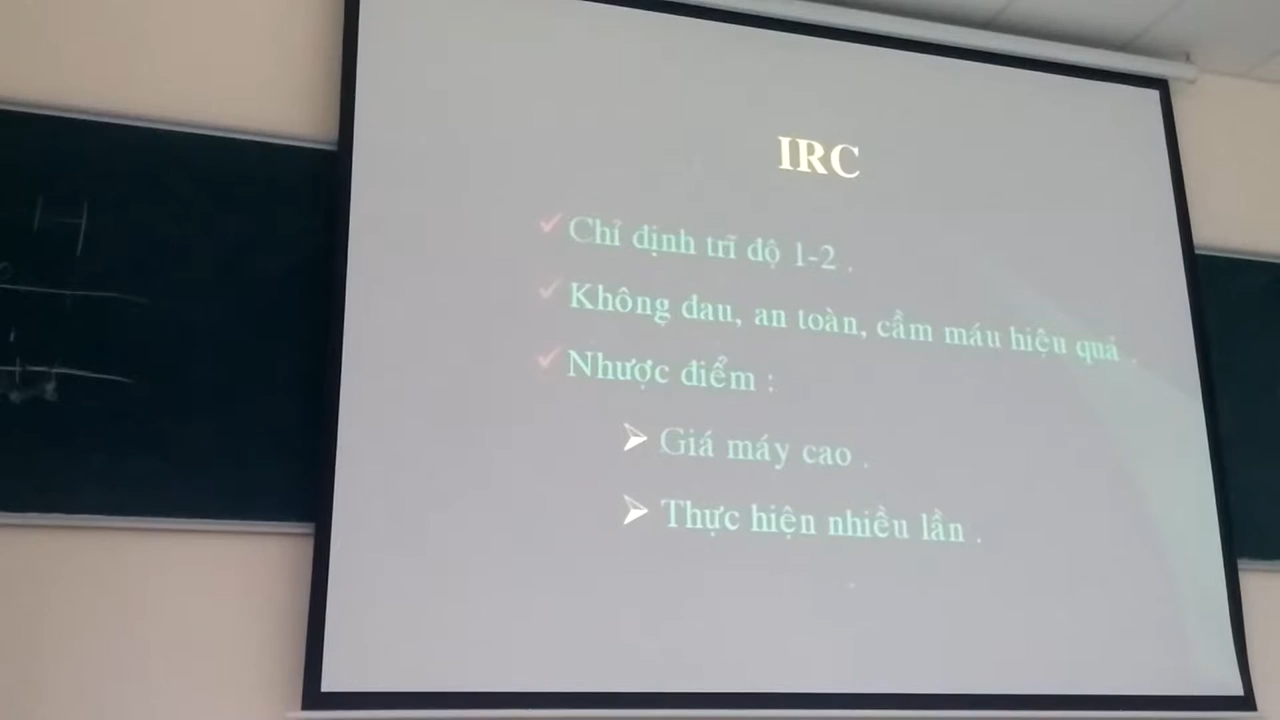 IRC
Chỉ định trĩ độ 1-2 .
Không đau, an toàn, cầm máu hiệu quả .
Nhược điểm :
Giá máy cao .
Thực hiện nhiều lần .